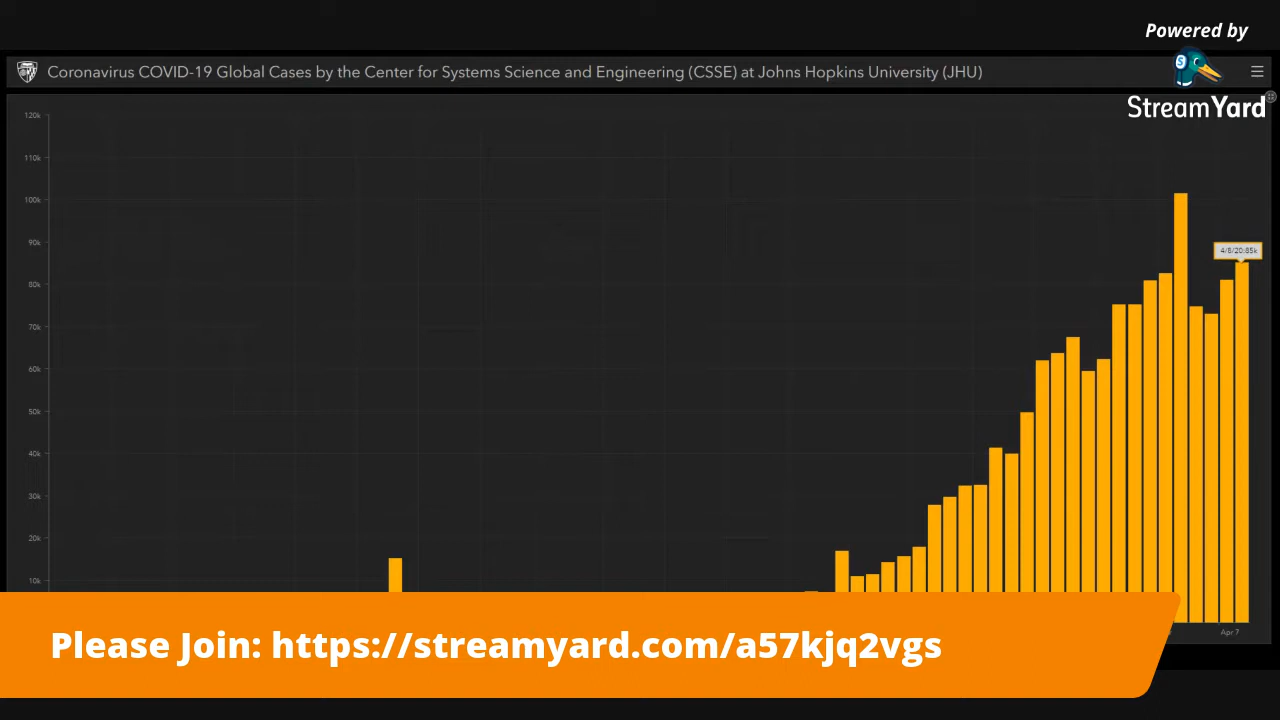 Powered by
Coronavirus COVID-19 Global Cases by the Center for Systems Science and Engineering (CSSE) at Johns Hopkins University (JHU)
StreamYard
120k
110k
100k
90k
4/8/20:85k
80k
70k
60k
50k
40k
30k
20k
10k
Apr 7
Please Join: https://streamyard.com/a57kjq2vgs